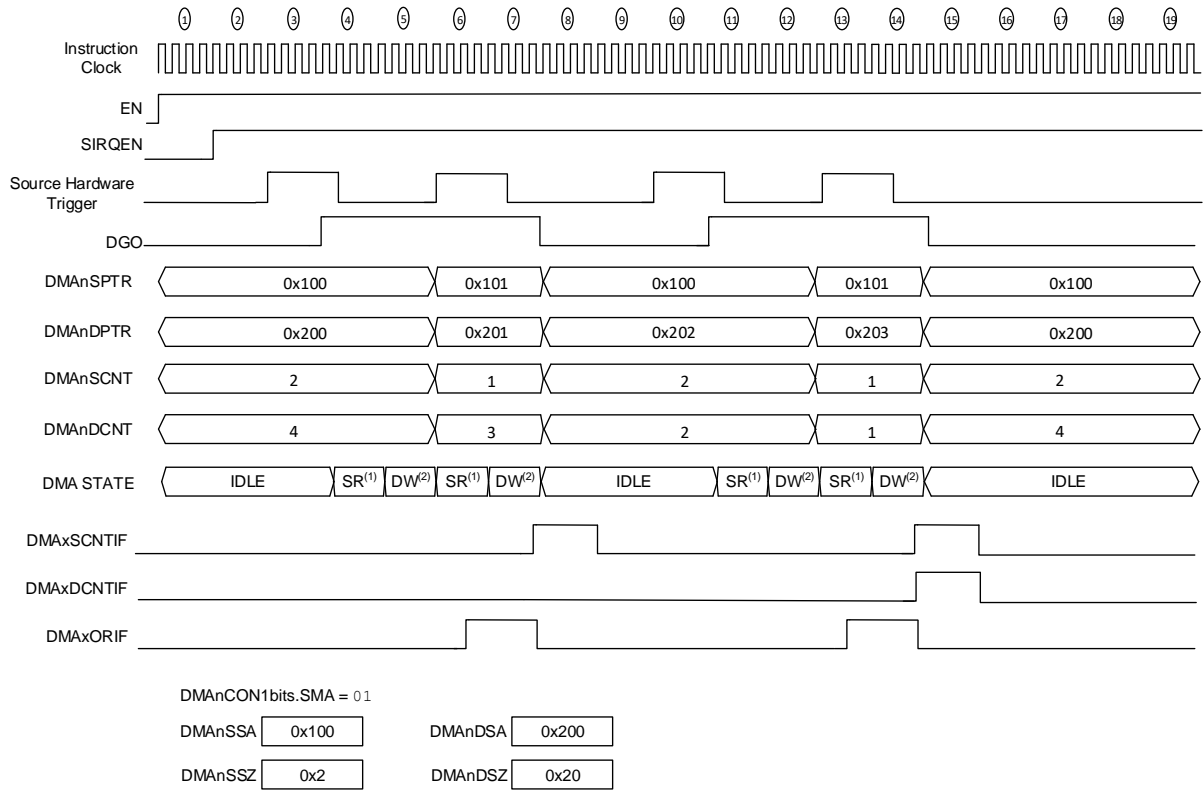 1 2 3 4 5 6 7 8 9 10 11 12 13 14 15 16 17 18 19
Instruction
Clock
EN
SIRQEN
Source Hardware
Trigger
DGO
DMAnSPTR 0x100 0x101 0x100 0x101 0x100
DMAnDPTR 0x200 0x201 0x202 0x203 0x200
DMAnSCNT 2 1 2 1 2
DMAnDCNT 4 3 2 1 4
DMA STATE IDLE SR(1) DW(2) SR(1) DW(2) IDLE SR(1) DW(2) SR(1) DW(2) IDLE
DMAxSCNTIF
DMAxDCNTIF
DMAxORIF
DMAnCON1bits.SMA = 01
DMAnSSA 0x100 DMAnDSA 0x200
DMAnSSZ 0x2 DMAnDSZ 0x20